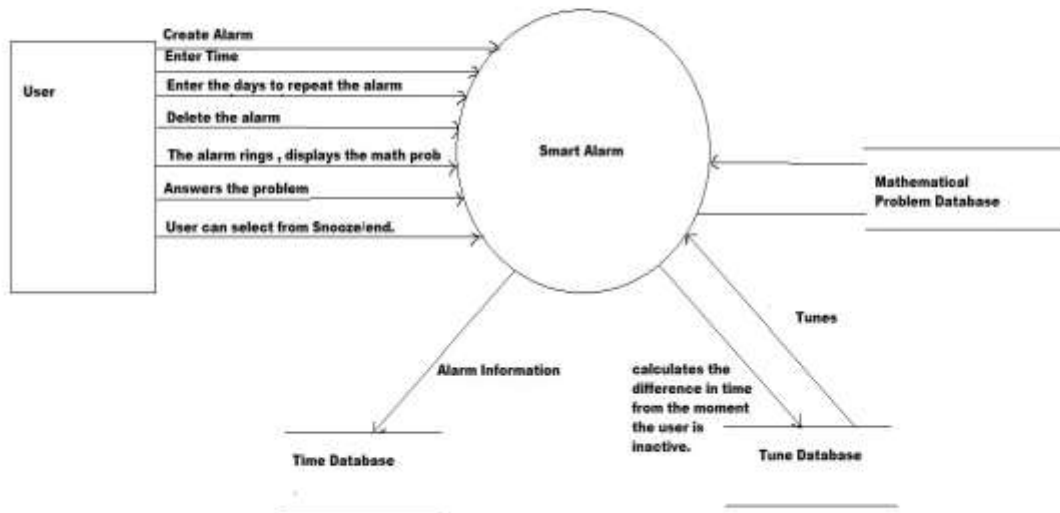 Create Alarm
Enter Time
User
Enter the days to repeat the alarm
Delete the alarm
The alarm rings , displays the math prob
Smart Alarm
Answers the problem
Mathematical
Problem Database
User can select from Snooze/end.
Tunes
Alarm Information
calculates the
difference in time
from the moment
the user is
inactive.
Time Database
Tune Database